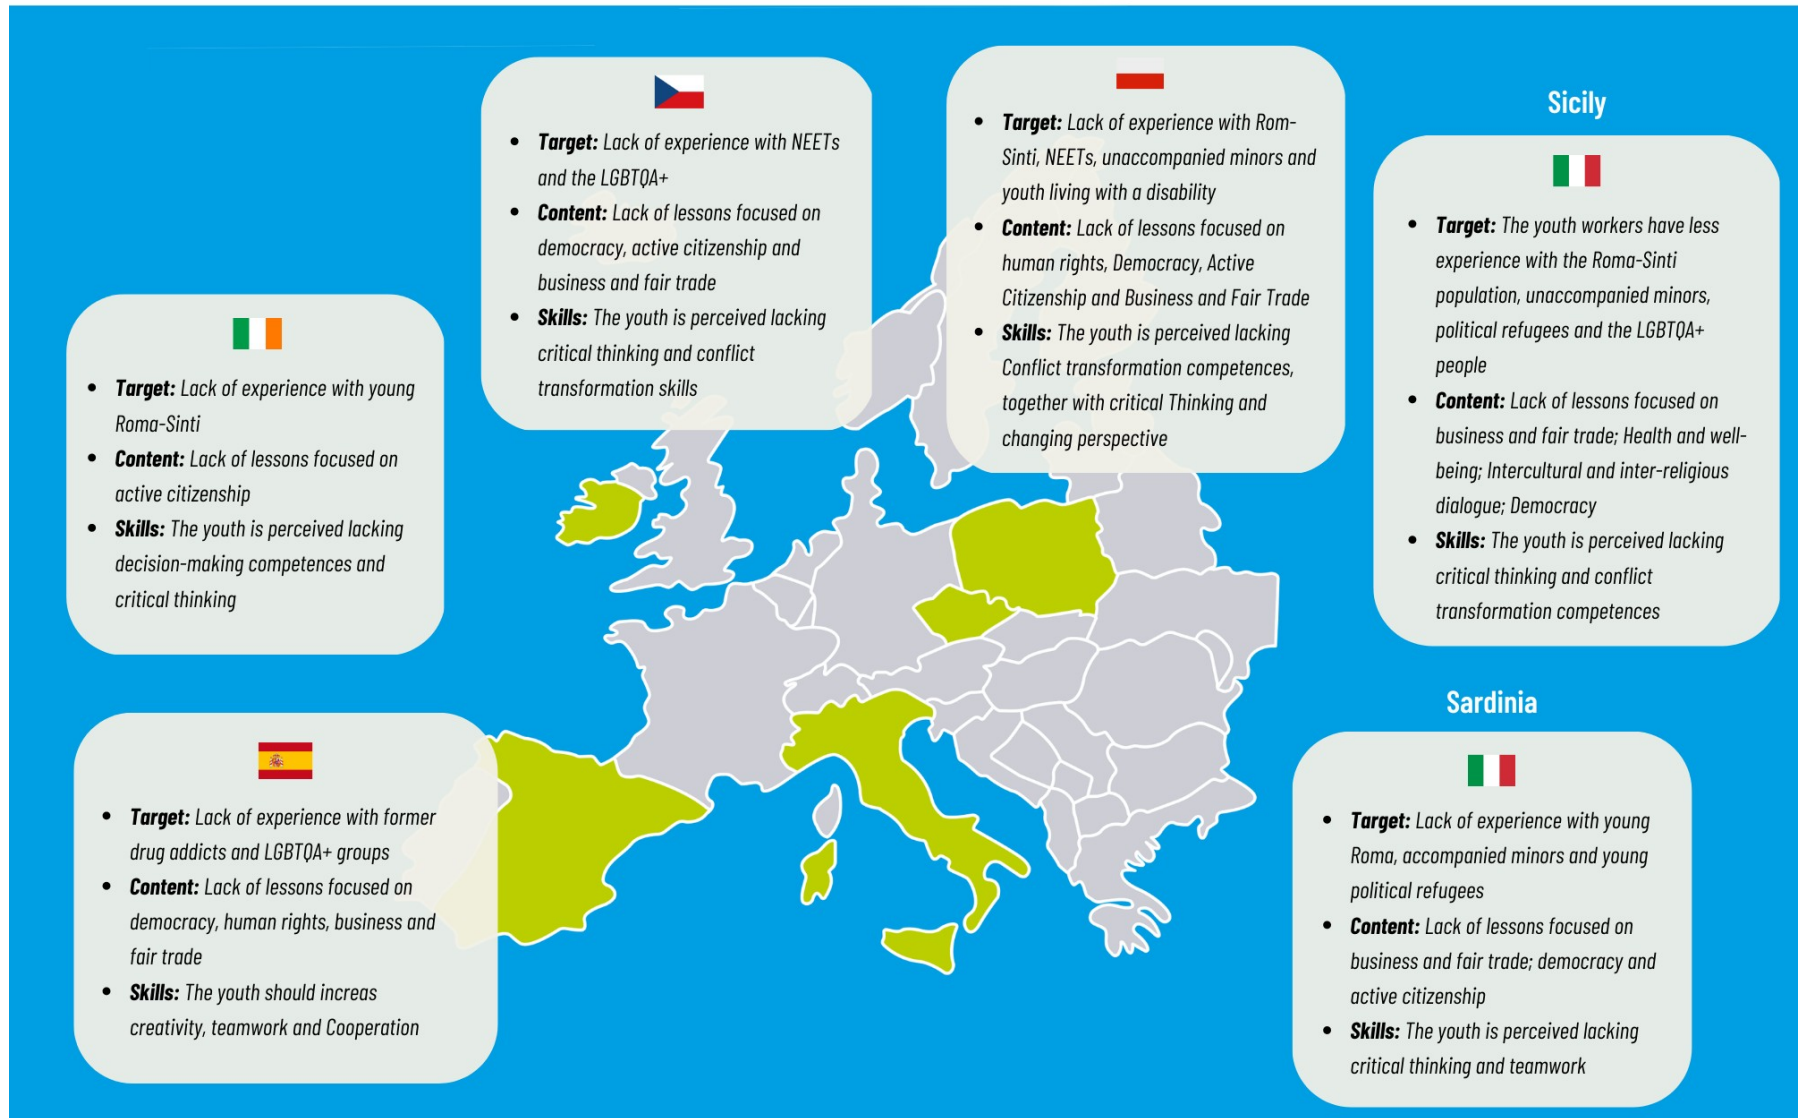 Target: Lack of experience with NEETs
and the LGBTQA+
Content: Lack of lessons focused on
democracy, active citizenship and
business and fair trade
Skills: The youth is perceived lacking
critical thinking and conflict
transformation skills
Target: Lack of experience with Rom-
Sinti, NEETs, unaccompanied minors and
youth living with a disability
Content: Lack of lessons focused on
human rights, Democracy, Active
Citizenship and Business and Fair Trade
Skills: The youth is perceived lacking
Conflict transformation competences,
together with critical Thinking and
changing perspective
Sicily
Target: The youth workers have less
experience with the Roma-Sinti
population, unaccompanied minors,
political refugees and the LGBTQA+
people
Content: Lack of lessons focused on
business and fair trade; Health and well-
being; Intercultural and inter-religious
dialogue; Democracy
Skills: The youth is perceived lacking
critical thinking and conflict
transformation competences
Target: Lack of experience with young
Roma-Sinti
Content: Lack of lessons focused on
active citizenship
Skills: The youth is perceived lacking
decision-making competences and
critical thinking
Target: Lack of experience with former
drug addicts and LGBTQA+ groups
Content: Lack of lessons focused on
democracy, human rights, business and
fair trade
Skills: The youth should increas
creativity, teamwork and Cooperation
Sardinia
Target: Lack of experience with young
Roma, accompanied minors and young
political refugees
Content: Lack of lessons focused on
business and fair trade; democracy and
active citizenship
Skills: The youth is perceived lacking
critical thinking and teamwork